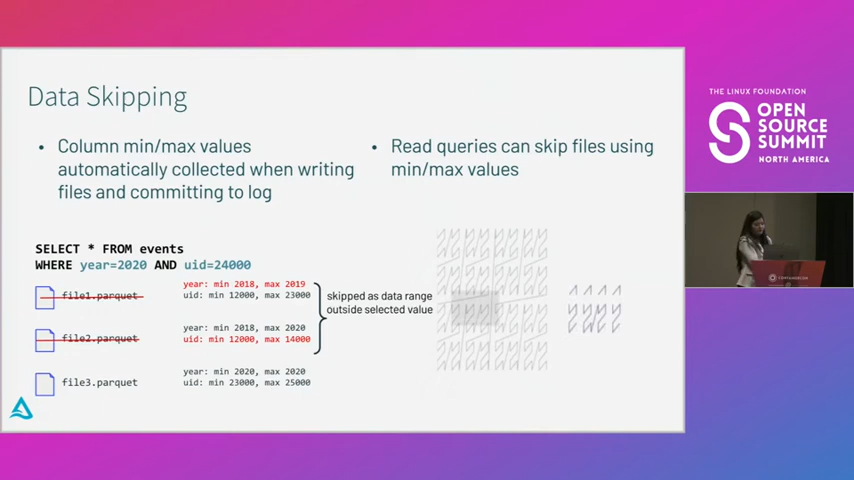 Data Skipping
• Column min/max values
automatically collected when writing
files and committing to log
• Read queries can skip files using
min/max values
SELECT * FROM events
WHERE year=2020 AND uid=24000
file1.parquet
year: min 2018, max 2019
uid: min 12000, max 23000
file2.parquet
year: min 2018, max 2020
uid: min 12000, max 14000
file3.parquet
year: min 2020, max 2020
uid: min 23000, max 25000
skipped as data range
outside selected value
THE LINUX FOUNDATION
OPEN
SOURCE
SUMMIT
NORTH AMERICA